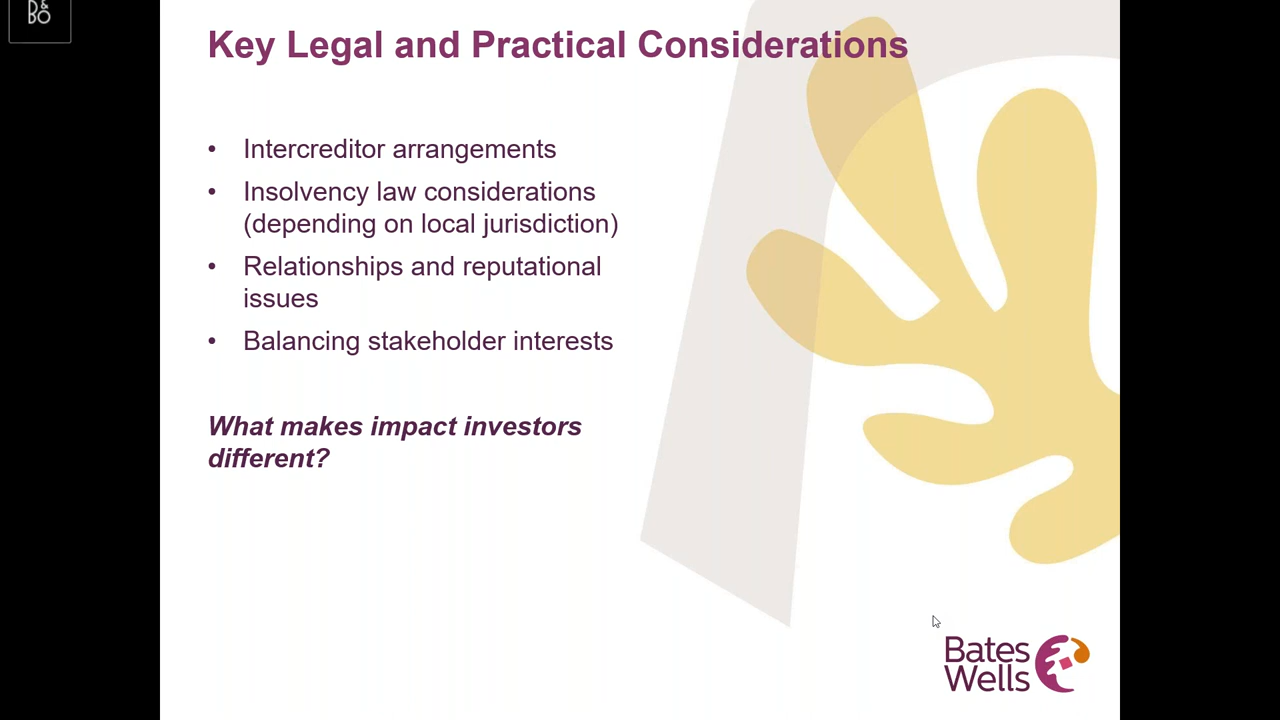 D&
BO
Key Legal and Practical Considerations
• Intercreditor arrangements
• Insolvency law considerations
(depending on local jurisdiction)
• Relationships and reputational
issues
• Balancing stakeholder interests
What makes impact investors
different?
Bates
Wells